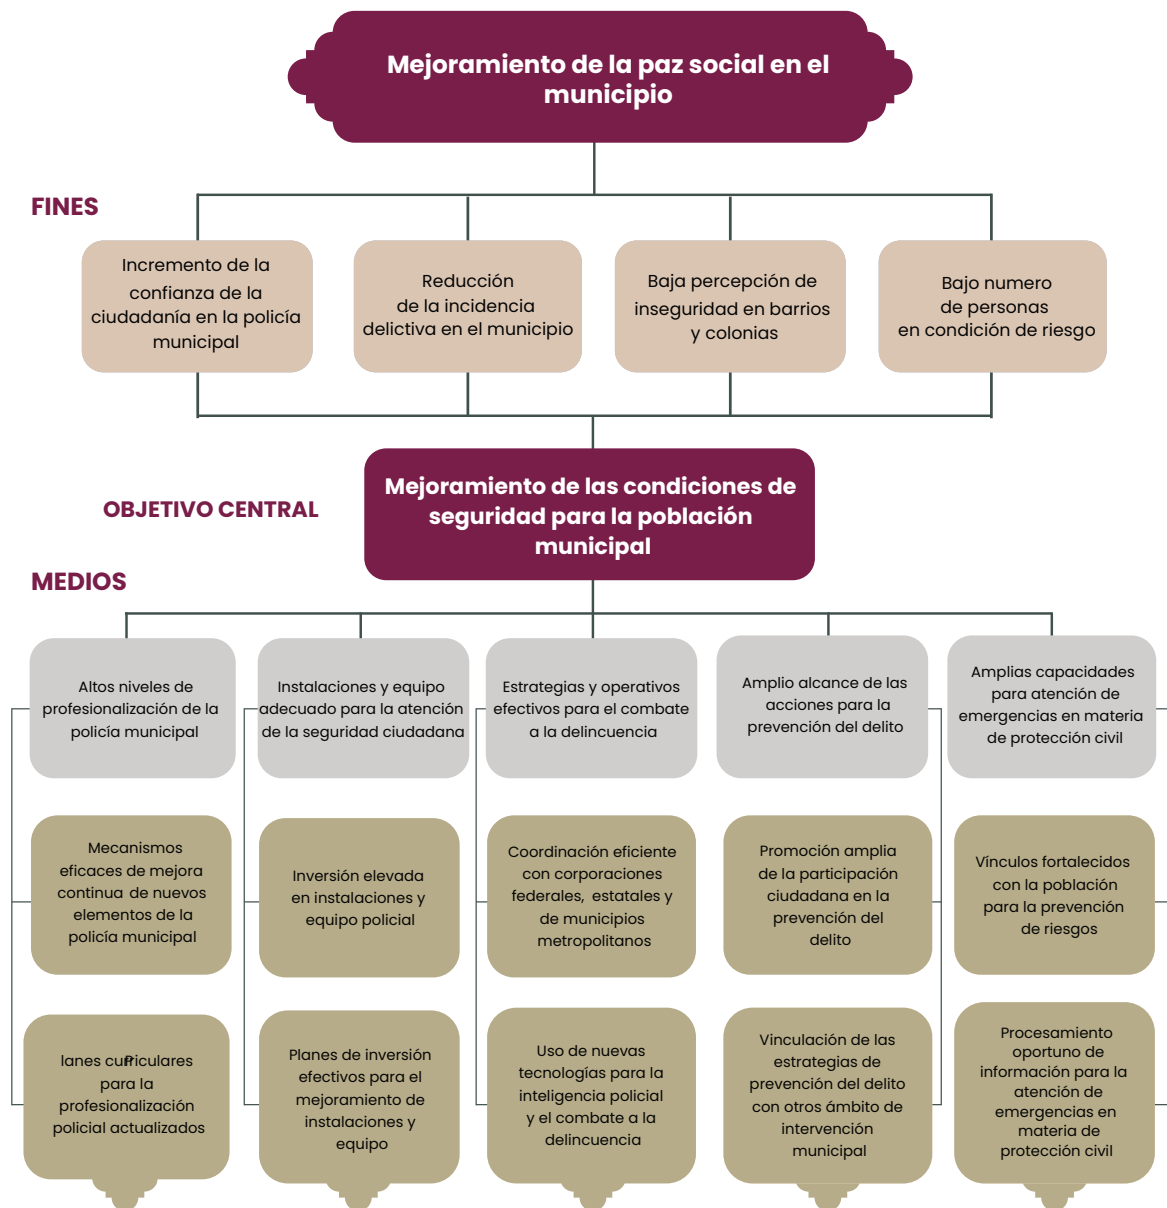 Mejoramiento de la paz social en el
municipio
FINES
Incremento de la
confianza de la
ciudadanía en la policía
municipal
Reducción
de la incidencia
delictiva en el municipio
Baja percepción de
inseguridad en barrios
y colonias
Bajo numero
de personas
en condición de riesgo
OBJETIVO CENTRAL
Mejoramiento de las condiciones de
seguridad para la población
municipal
MEDIOS
Altos niveles de
profesionalización de la
policía municipal
Instalaciones y equipo
adecuado para la atención
de la seguridad ciudadana
Estrategias y operativos
efectivos para el combate
a la delincuencia
Amplio alcance de las
acciones para la
prevención del delito
Amplias capacidades
para atención de
emergencias en materia
de protección civil
Mecanismos
eficaces de mejora
continua de nuevos
elementos de la
policía municipal
Inversión elevada
en instalaciones y
equipo policial
Coordinación eficiente
con corporaciones
federales, estatales y
de municipios
metropolitanos
Promoción amplia
de la participación
ciudadana en la
prevención del
delito
Vínculos fortalecidos
con la población
para la prevención
de riesgos
P
lanes curriculares
para la
profesionalización
policial actualizados
Planes de inversión
efectivos para el
mejoramiento de
instalaciones y
equipo
Uso de nuevas
tecnologías para la
inteligencia policial
y el combate a la
delincuencia
Vinculación de las
estrategias de
prevención del delito
con otros ámbito de
intervención
municipal
Procesamiento
oportuno de
información para la
atención de
emergencias en
materia de
protección civil